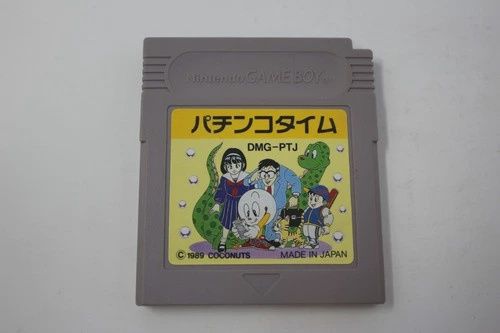 Nintendo GAME BOY
パチンコタイム
DMG-PTJ
© 1989 COCONUTS
MADE IN JAPAN